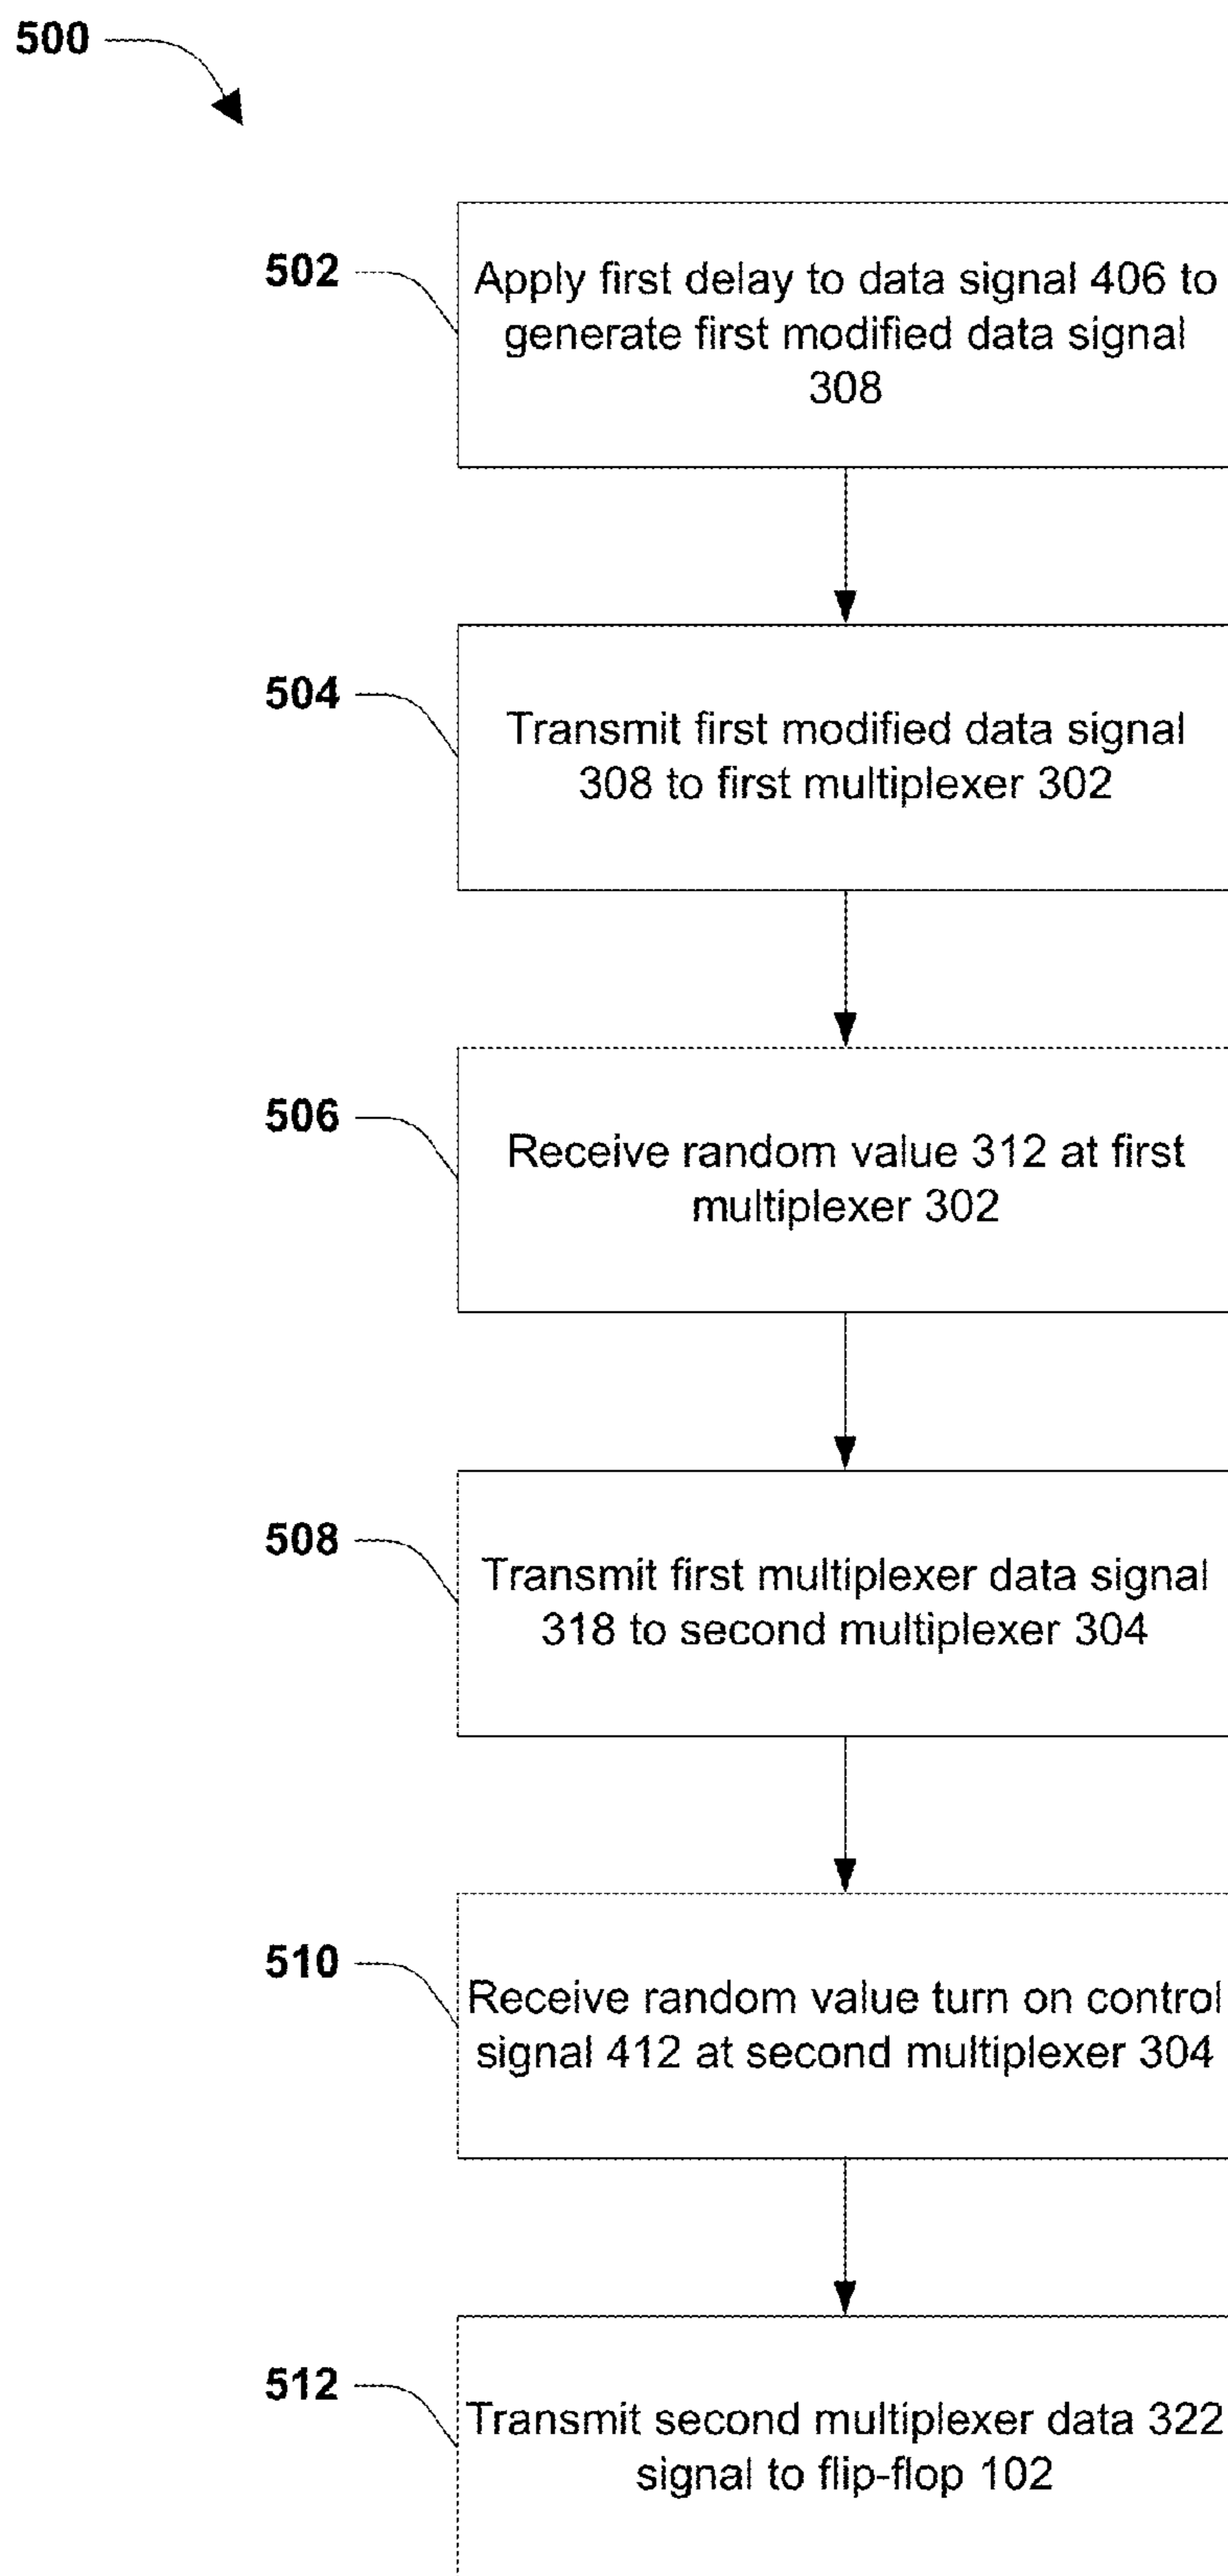 500
502
Apply first delay to data signal 406 to
generate first modified data signal
308
504
Transmit first modified data signal
308 to first multiplexer 302
506
Receive random value 312 at first
multiplexer 302
508
Transmit first multiplexer data signal
318 to second multiplexer 304
510
Receive random value turn on control
signal 412 at second multiplexer 304
512
Transmit second multiplexer data 322
signal to flip-flop 102